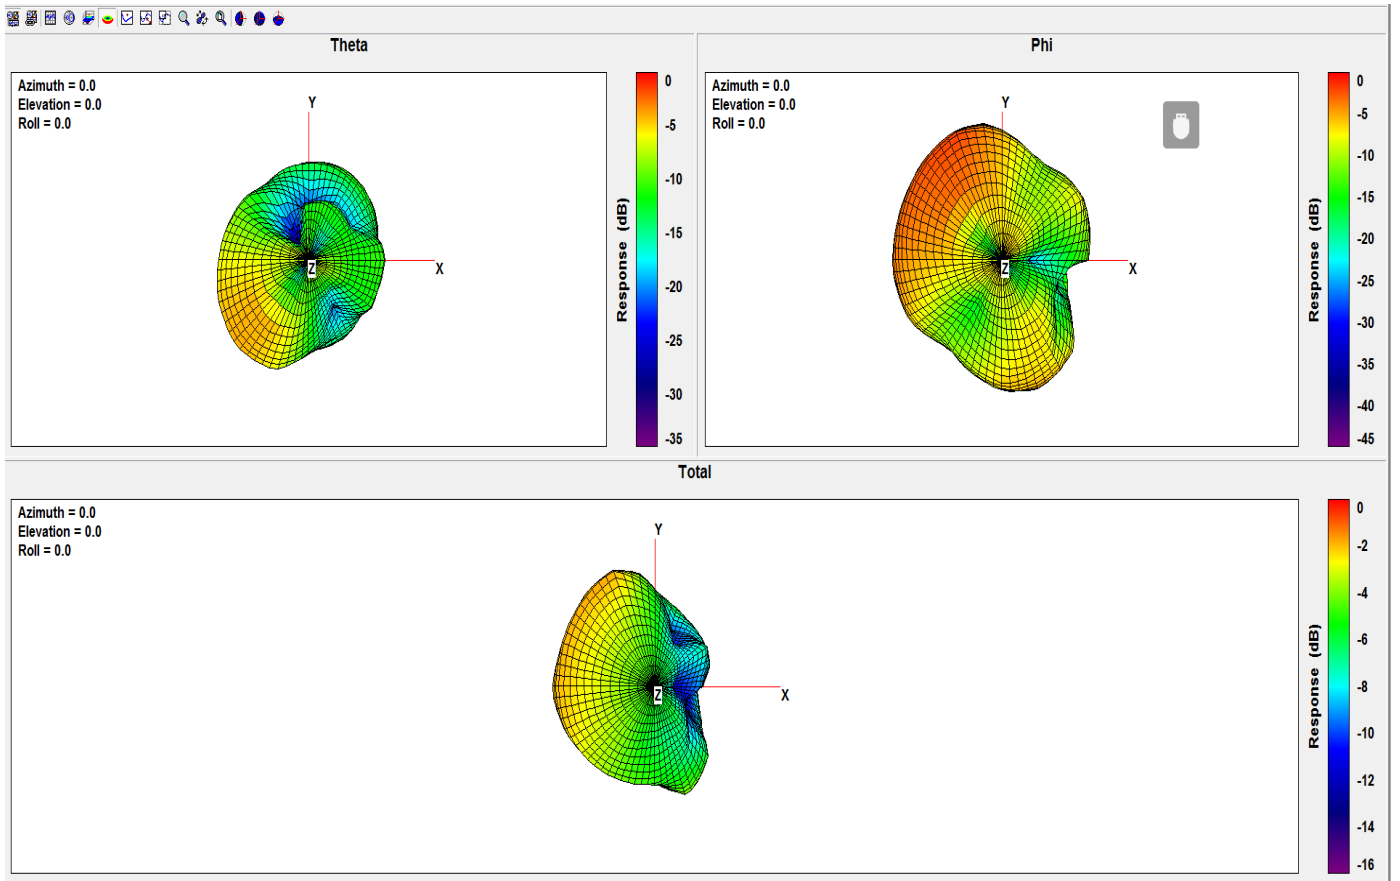 Theta
Azimuth = 0.0
Elevation = 0.0
Roll = 0.0
Y
X
Z
0
-5
-10
-15
-20
-25
-30
-35
Response (dB)
Phi
Azimuth = 0.0
Elevation = 0.0
Roll = 0.0
Y
X
Z
0
-5
-10
-15
-20
-25
-30
-35
-40
-45
Response (dB)
Total
Azimuth = 0.0
Elevation = 0.0
Roll = 0.0
Y
X
Z
0
-2
-4
-6
-8
-10
-12
-14
-16
Response (dB)